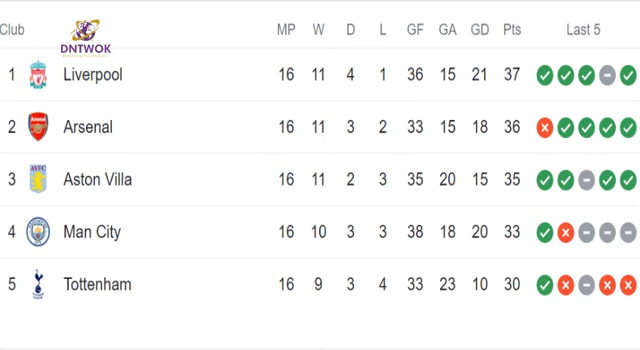 Club MP W D L GF GA GD Pts Last 5
DNTWOK
1 Liverpool 16 11 4 1 36 15 21 37
2 Arsenal 16 11 3 2 33 15 18 36
3 Aston Villa 16 11 2 3 35 20 15 35
4 Man City 16 10 3 3 38 18 20 33
5 Tottenham 16 9 3 4 33 23 10 30